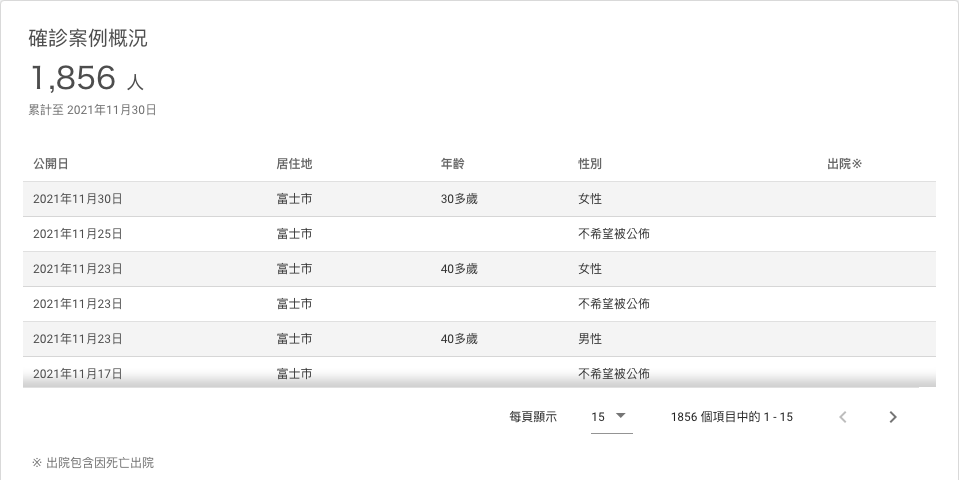 確診案例概況
1,856 人
累計至 2021年11月30日
公開日 居住地 年齡 性別 出院※
2021年11月30日 富士市 30多歲 女性
2021年11月25日 富士市 不希望被公佈
2021年11月23日 富士市 40多歲 女性
2021年11月23日 富士市 不希望被公佈
2021年11月23日 富士市 40多歲 男性
2021年11月17日 富士市 不希望被公佈
每頁顯示 15 1856 個項目中的 1 - 15
※ 出院包含因死亡出院